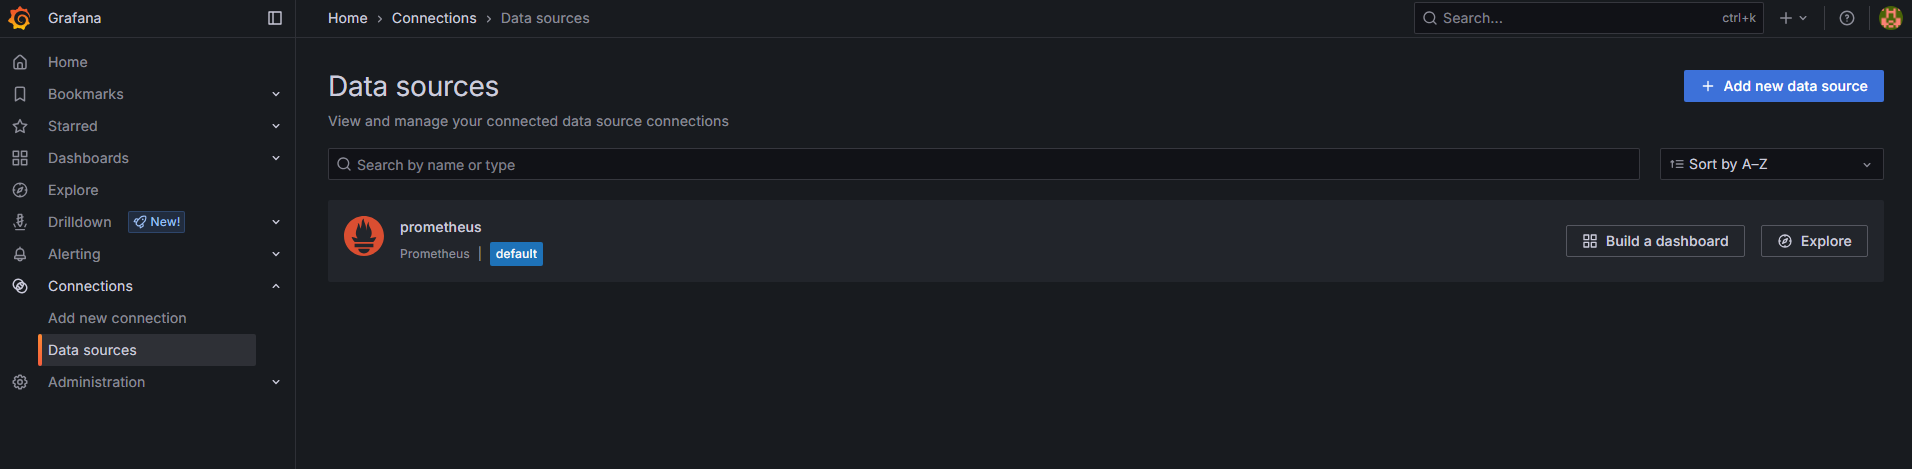 Grafana
Home › Connections › Data sources
Search...
ctrl+k
Home
Bookmarks
Starred
Dashboards
Explore
Drilldown
New!
Alerting
Connections
Add new connection
Data sources
Administration
Data sources
Add new data source
View and manage your connected data source connections
Search by name or type
Sort by A–Z
prometheus
Prometheus | default
Build a dashboard
Explore